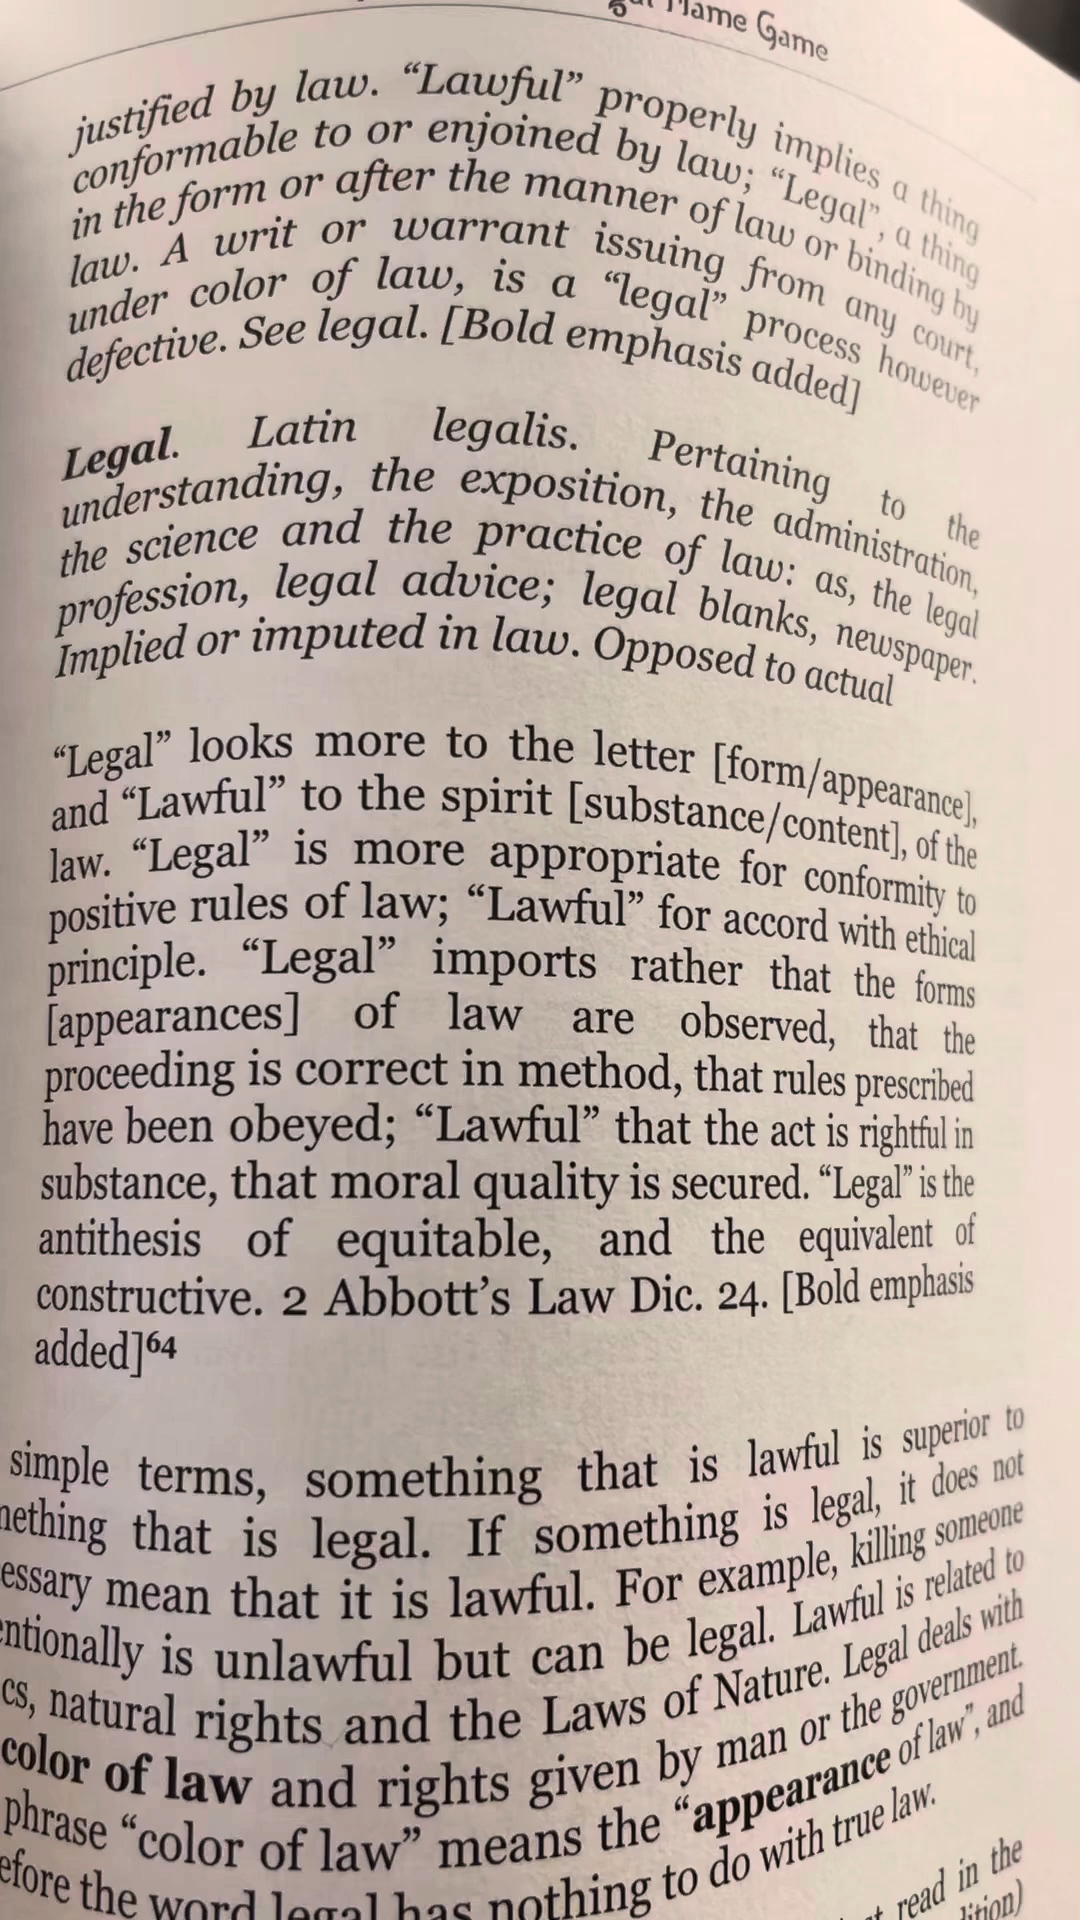 Name Game
justified by law. “Lawful” properly implies a thing
conformable to or enjoined by law; “Legal”, a thing
in the form or after the manner of law or binding by
law. A writ or warrant issuing from any court,
under color of law, is a “legal” process however
defective. See legal. [Bold emphasis added]
Legal. Latin legalis. Pertaining to the
understanding, the exposition, the administration,
the science and the practice of law: as, the legal
profession, legal advice; legal blanks, newspaper.
Implied or imputed in law. Opposed to actual
“Legal” looks more to the letter [form/appearance],
and “Lawful” to the spirit [substance/content], of the
law. “Legal” is more appropriate for conformity to
positive rules of law; “Lawful” for accord with ethical
principle. “Legal” imports rather that the forms
[appearances] of law are observed, that the
proceeding is correct in method, that rules prescribed
have been obeyed; “Lawful” that the act is rightful in
substance, that moral quality is secured. “Legal” is the
antithesis of equitable, and the equivalent of
constructive. 2 Abbott’s Law Dic. 24. [Bold emphasis
added]64
simple terms, something that is lawful is superior to
that is legal. If something is legal, it does not
mean that it is lawful. For example, killing someone
is unlawful but can be legal. Lawful is related to
natural rights and the Laws of Nature. Legal deals with
color of law and rights given by man or the government.
phrase “color of law” means the “appearance of law”, and
the word legal has nothing to do with true law.
read in the